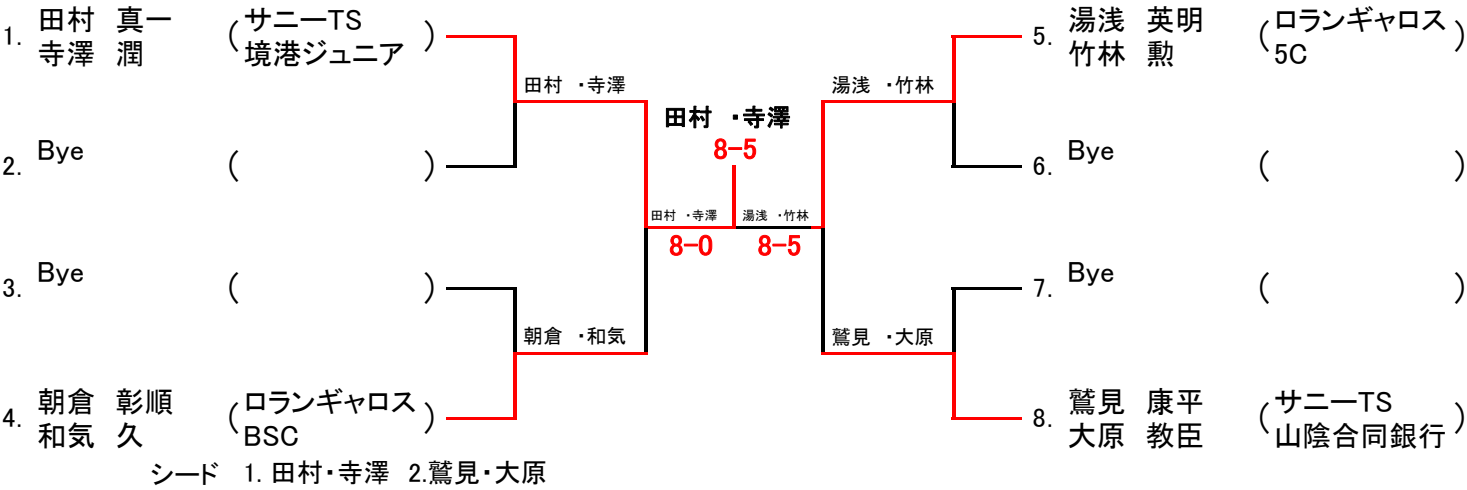 1. 田村 真一 (サニーTS
寺澤 潤 境港ジュニア)
2. Bye ( )
3. Bye ( )
4. 朝倉 彰順 (ロランギャロス
和気 久 BSC)
田村 ・寺澤
朝倉 ・和気
田村 ・寺澤
8-5
田村 ・寺澤
8-0
湯浅 ・竹林
8-5
湯浅 ・竹林
鷲見 ・大原
5. 湯浅 英明 (ロランギャロス
竹林 勲 5C)
6. Bye ( )
7. Bye ( )
8. 鷲見 康平 (サニーTS
大原 教臣 山陰合同銀行)
シード 1. 田村・寺澤 2.鷲見・大原